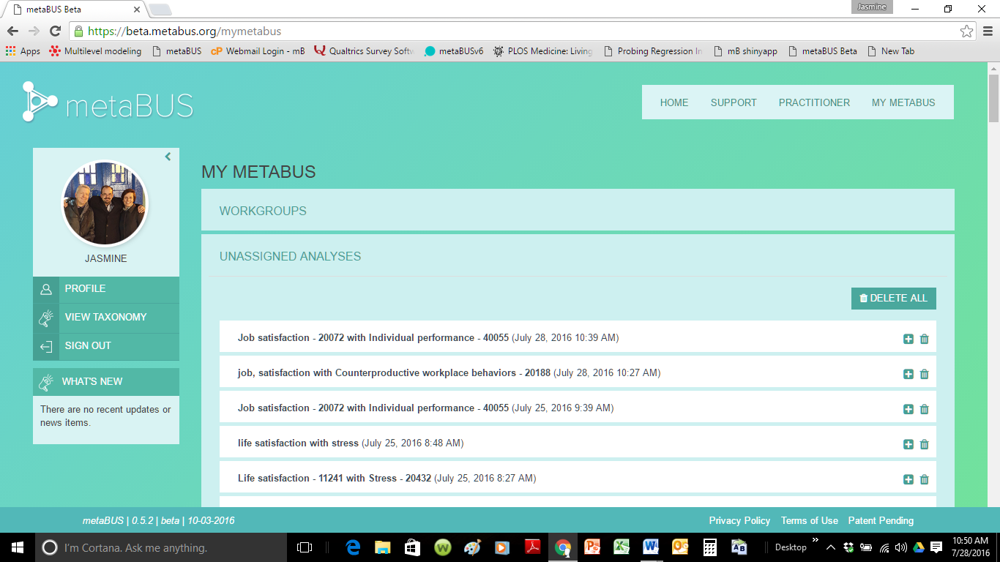 metaBUS Beta
Jasmine
https://beta.metabus.org/mymetabus
Apps Multilevel modeling metaBUS Webmail Login - mB Qualtrics Survey Softw metaBUSv6 PLOS Medicine: Living Probing Regression In mB shinyapp metaBUS Beta New Tab
metaBUS
HOME SUPPORT PRACTITIONER MY METABUS
JASMINE
PROFILE
VIEW TAXONOMY
SIGN OUT
WHAT'S NEW
There are no recent updates or
news items.
MY METABUS
WORKGROUPS
UNASSIGNED ANALYSES
DELETE ALL
Job satisfaction - 20072 with Individual performance - 40055 (July 28, 2016 10:39 AM)
job, satisfaction with Counterproductive workplace behaviors - 20188 (July 28, 2016 10:27 AM)
Job satisfaction - 20072 with Individual performance - 40055 (July 25, 2016 9:39 AM)
life satisfaction with stress (July 25, 2016 8:48 AM)
Life satisfaction - 11241 with Stress - 20432 (July 25, 2016 8:27 AM)
metaBUS | 0.5.2 | beta | 10-03-2016
Privacy Policy Terms of Use Patent Pending
I'm Cortana. Ask me anything.
Desktop
10:50 AM
7/28/2016